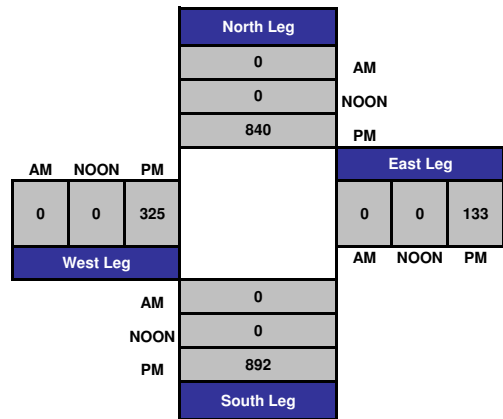 North Leg
0 AM
0 NOON
840 PM
AM NOON PM East Leg
0 0 325 0 0 133
West Leg AM NOON PM
AM 0
NOON 0
PM 892
South Leg